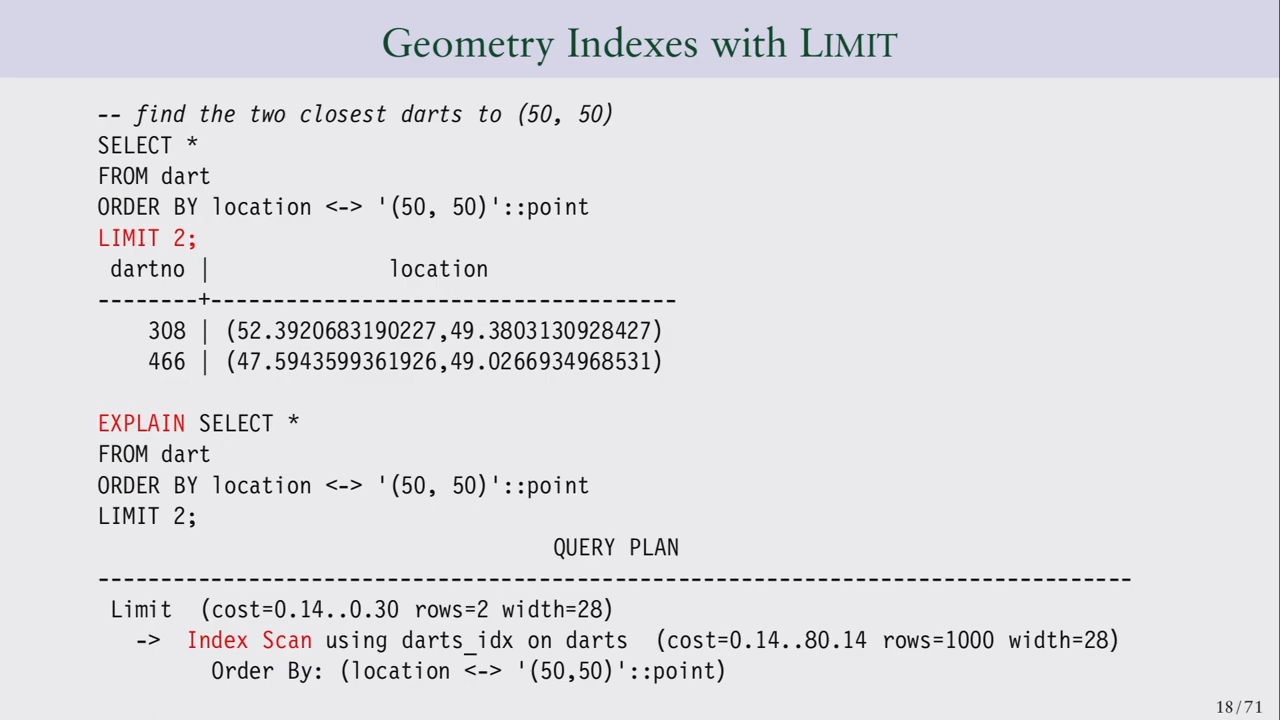 Geometry Indexes with LIMIT
-- find the two closest darts to (50, 50)
SELECT *
FROM dart
ORDER BY location <-> '(50, 50)'::point
LIMIT 2;
 dartno |              location
--------+-------------------------------------
    308 | (52.3920683190227,49.3803130928427)
    466 | (47.5943599361926,49.0266934968531)
EXPLAIN SELECT *
FROM dart
ORDER BY location <-> '(50, 50)'::point
LIMIT 2;
                                    QUERY PLAN
----------------------------------------------------------------------------------
 Limit  (cost=0.14..0.30 rows=2 width=28)
   ->  Index Scan using darts_idx on darts  (cost=0.14..80.14 rows=1000 width=28)
         Order By: (location <-> '(50,50)'::point)
18/71